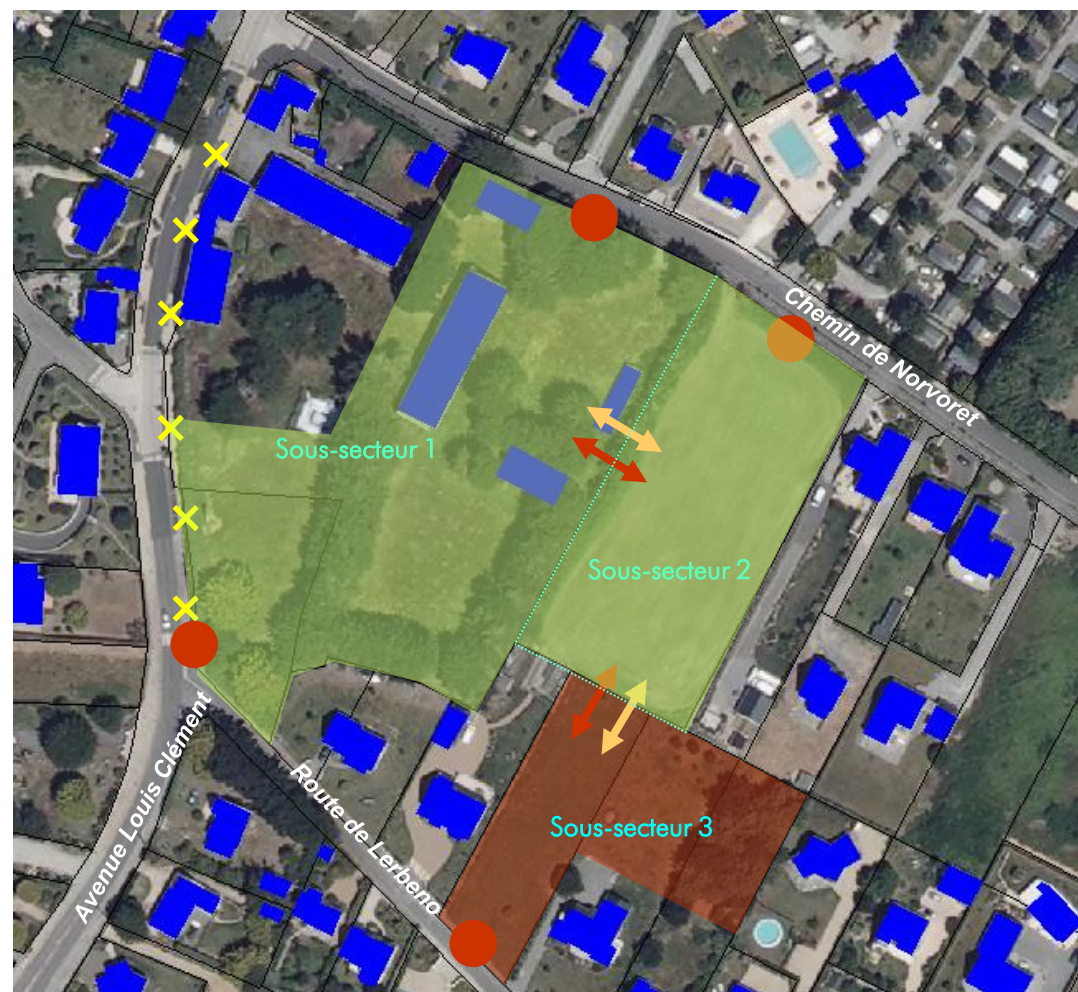 Chemin de Norvoret
Sous-secteur 1
Sous-secteur 2
Avenue Louis Clément
Route de Lerbeno
Sous-secteur 3